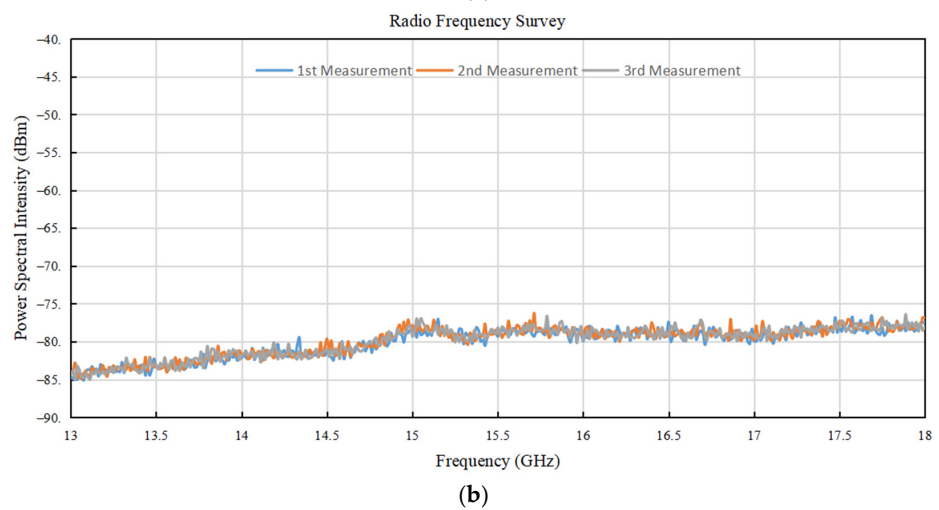 Radio Frequency Survey
1st Measurement 2nd Measurement 3rd Measurement
Power Spectral Intensity (dBm)
−40.
−45.
−50.
−55.
−60.
−65.
−70.
−75.
−80.
−85.
−90.
13 13.5 14 14.5 15 15.5 16 16.5 17 17.5 18
Frequency (GHz)
(b)